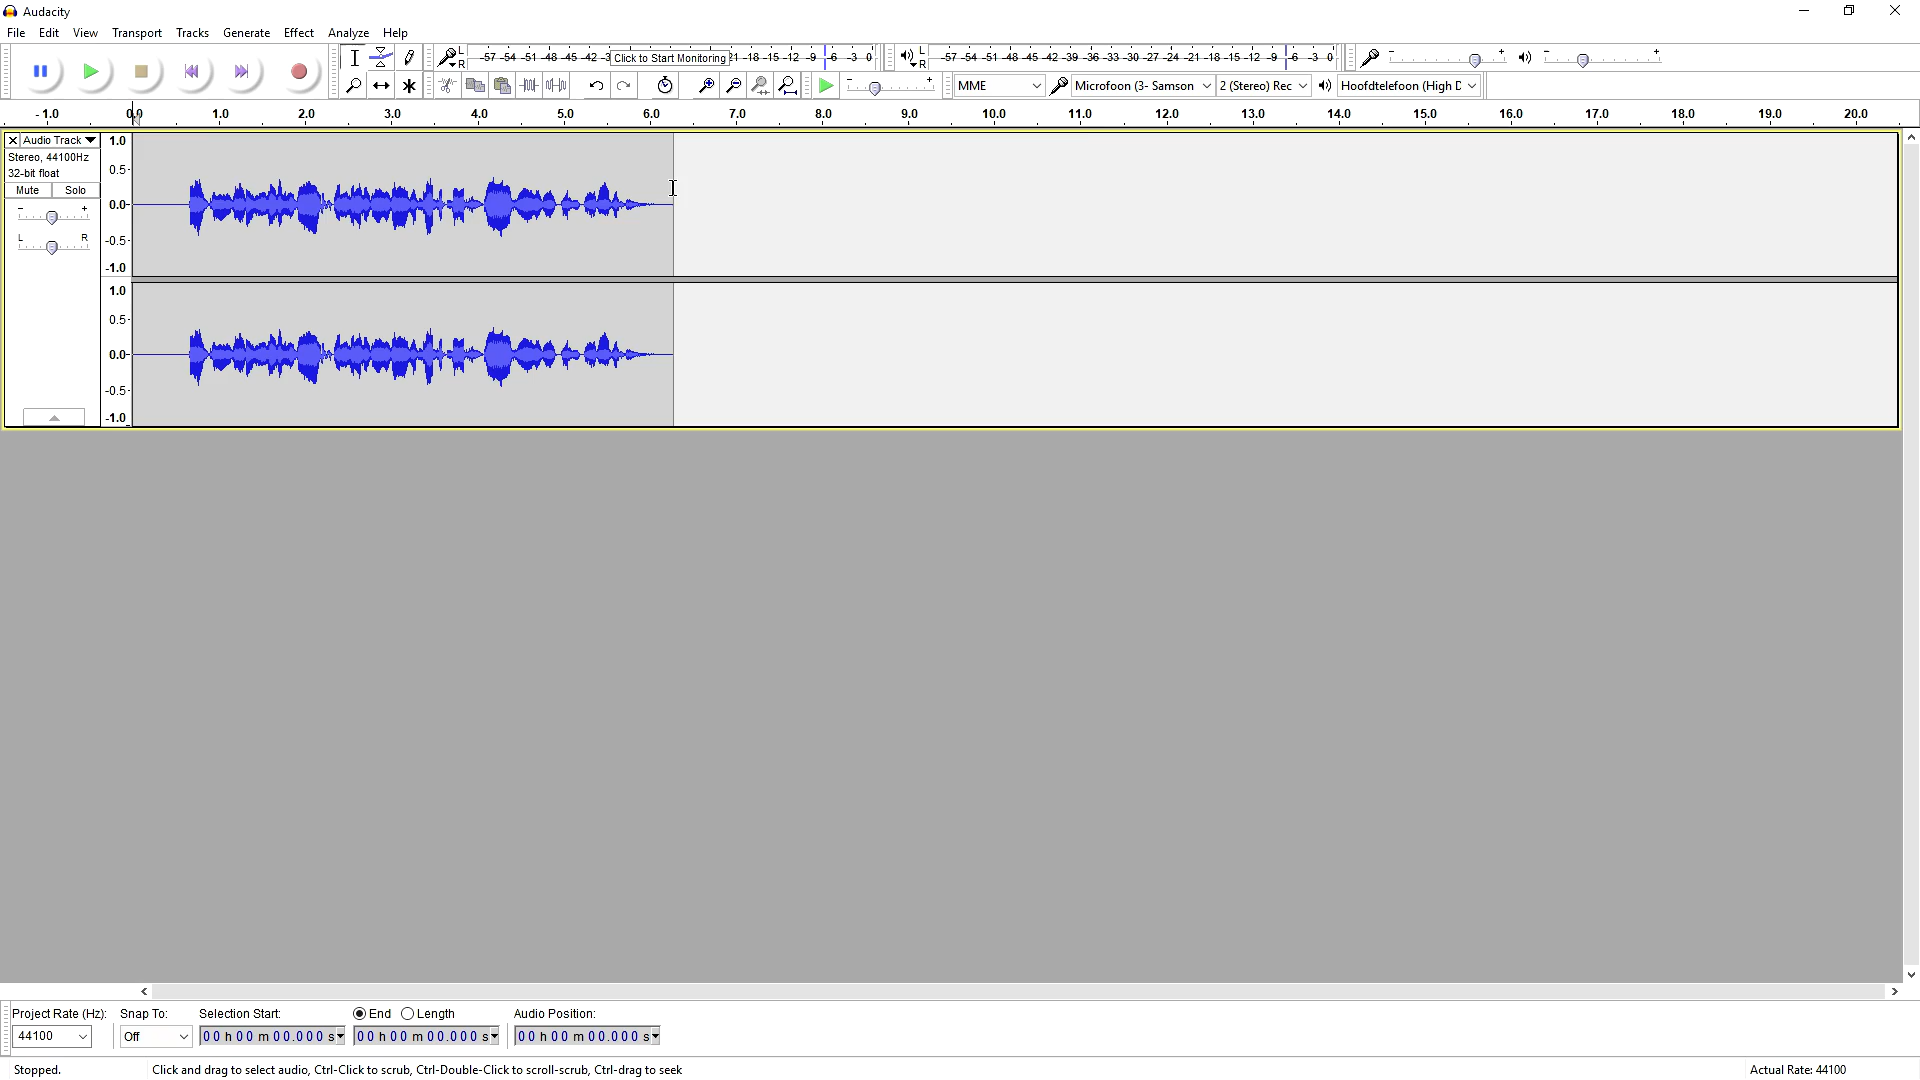 Audacity
File Edit View Transport Tracks Generate Effect Analyze Help
L R -57 -54 -51 -48 -45 -42 -3 Click to Start Monitoring 21 -18 -15 -12 -9 -6 -3 0 L R -57 -54 -51 -48 -45 -42 -39 -36 -33 -30 -27 -24 -21 -18 -15 -12 -9 -6 -3 0 - + - +
- + MME Microfoon (3- Samson 2 (Stereo) Rec Hoofdtelefoon (High D
-1.0 0.0 1.0 2.0 3.0 4.0 5.0 6.0 7.0 8.0 9.0 10.0 11.0 12.0 13.0 14.0 15.0 16.0 17.0 18.0 19.0 20.0
Audio Track 1.0
Stereo, 44100Hz
32-bit float 0.5
Mute Solo
- + 0.0
L R -0.5
-1.0
1.0
0.5
0.0
-0.5
-1.0
Project Rate (Hz): Snap To: Selection Start: End Length Audio Position:
44100 Off 00 h 00 m 00.000 s 00 h 00 m 00.000 s 00 h 00 m 00.000 s
Stopped. Click and drag to select audio, Ctrl-Click to scrub, Ctrl-Double-Click to scroll-scrub, Ctrl-drag to seek Actual Rate: 44100